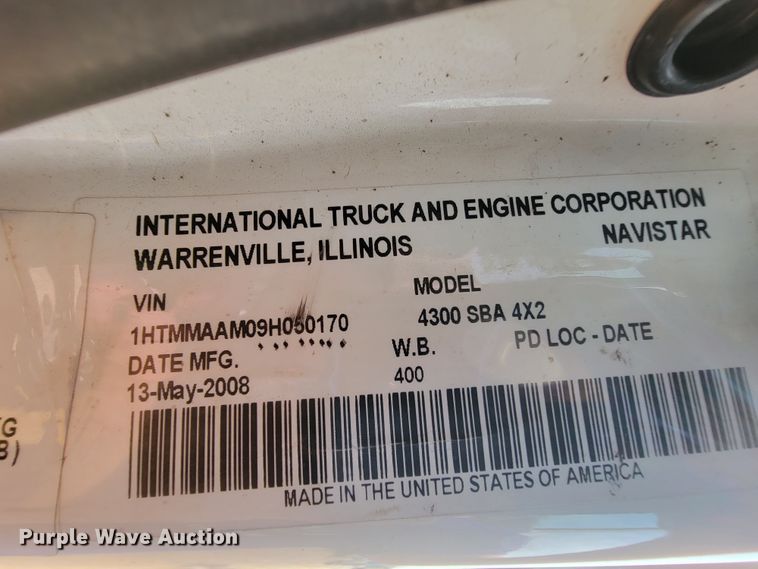 INTERNATIONAL TRUCK AND ENGINE CORPORATION
WARRENVILLE, ILLINOIS NAVISTAR
VIN MODEL
1HTMMAAM09H050170 4300 SBA 4X2
DATE MFG. W.B. PD LOC - DATE
13-May-2008 400
G
B)
MADE IN THE UNITED STATES OF AMERICA
Purple Wave Auction